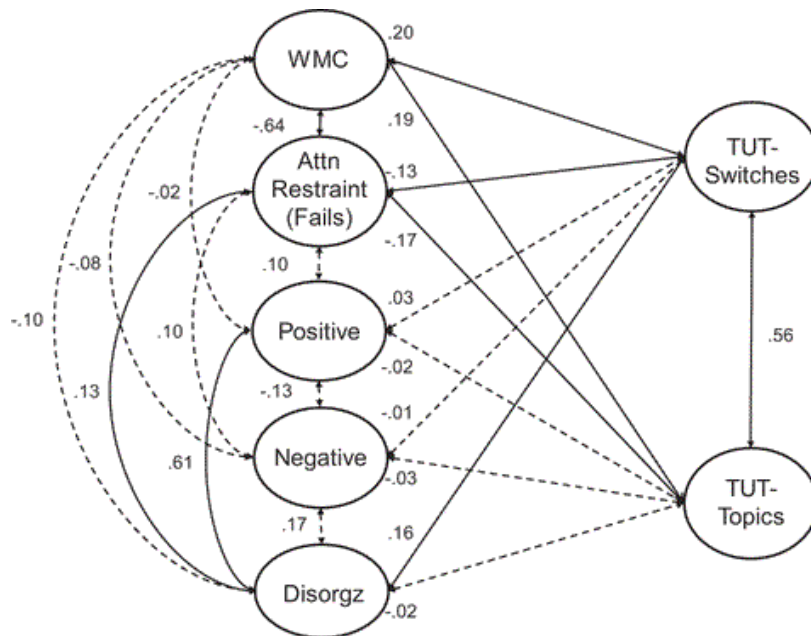 .20
WMC
-.64
.19
TUT-
Switches
Attn
Restraint
(Fails)
-.13
-.02
-.17
-.08
.10
.03
-.10
Positive
.10
-.02
.56
.13
-.13
-.01
.61
Negative
-.03
TUT-
Topics
.17
.16
Disorgz
-.02